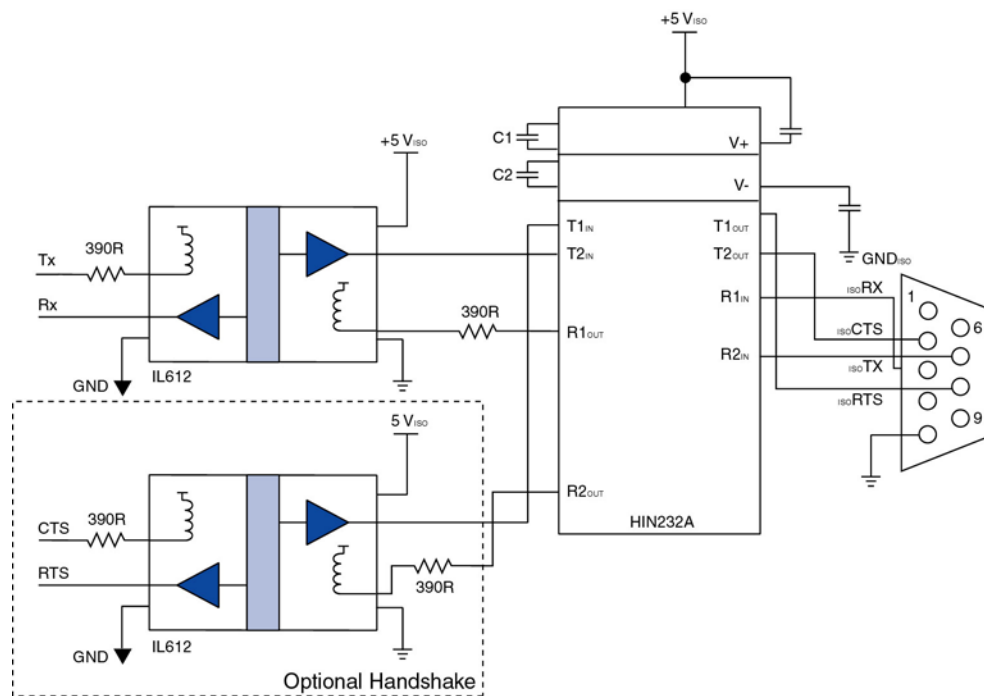 +5 VISO
C1
V+
C2
V-
+5 VISO
T1IN
T1OUT
390R
Tx
T2IN
T2OUT
GNDISO
Rx
390R
R1OUT
R1IN
ISORX
1
6
ISOCTS
R2IN
ISOTX
ISORTS
9
GND
IL612
5 VISO
CTS
390R
RTS
390R
R2OUT
HIN232A
GND
IL612
Optional Handshake